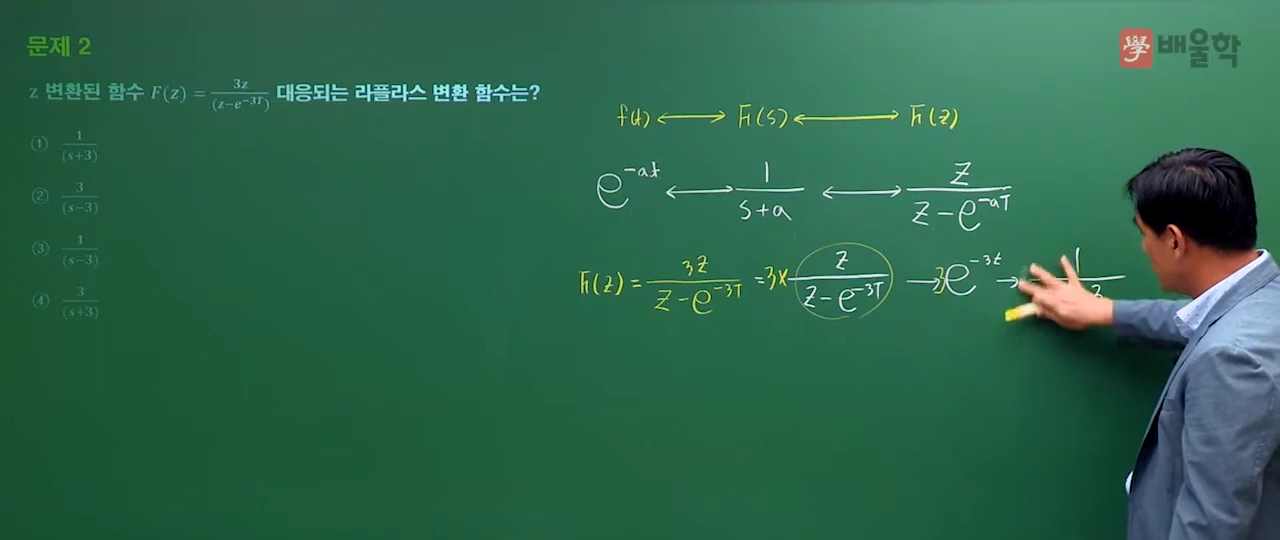 문제 2
學 배울학
z 변환된 함수 F(z) = 3z/(z−e^{−3T}) 대응되는 라플라스 변환 함수는?
① 1/(s+3)
② 3/(s−3)
③ 1/(s−3)
④ 3/(s+3)
f(t) ↔ F(s) ↔ F(z)
e^{−at} ↔ 1/(s+a) ↔ z/(z−e^{−aT})
F(z) = 3z/(z−e^{−3T}) = 3× z/(z−e^{−3T}) → 3e^{−3t} → 1/ 3